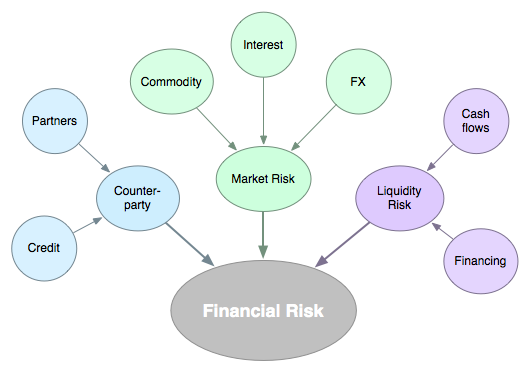 Interest
Commodity
FX
Partners
Cash
flows
Market Risk
Counter-
party
Liquidity
Risk
Credit
Financing
Financial Risk